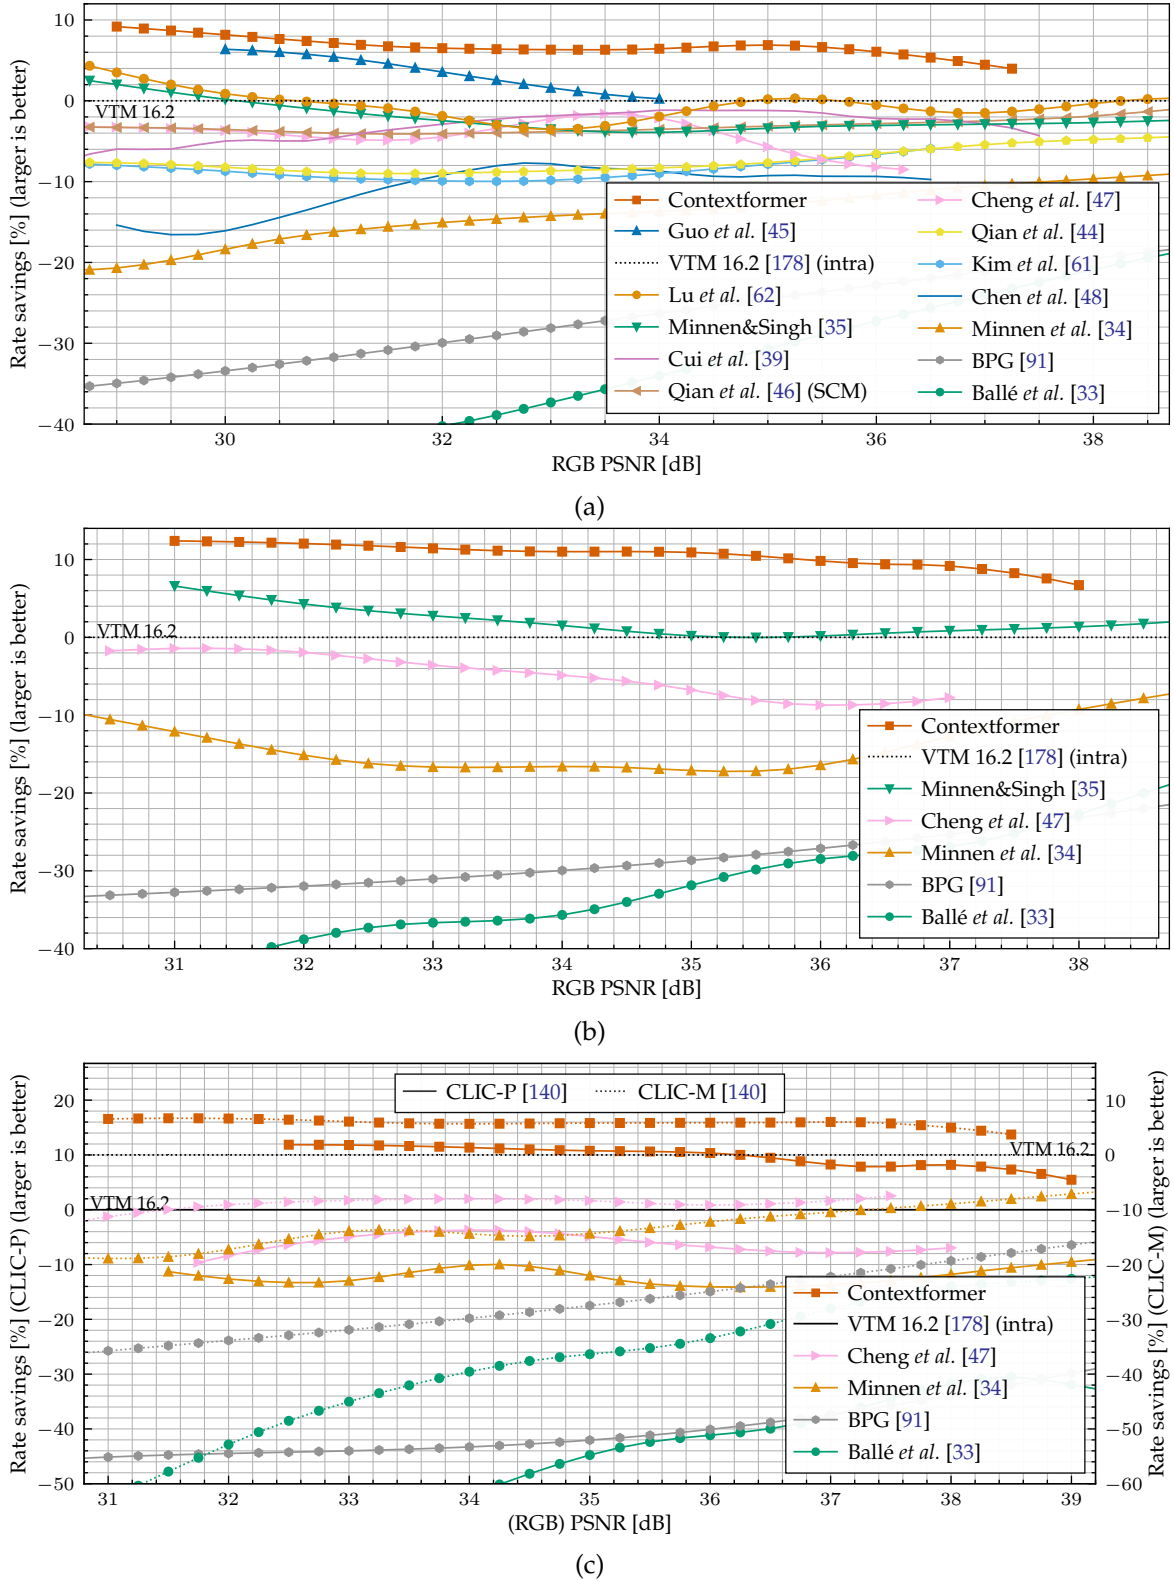 10
0
−10
−20
−30
−40
Rate savings [%] (larger is better)
VTM 16.2
Contextformer
Guo et al. [45]
VTM 16.2 [178] (intra)
Lu et al. [62]
Minnen&Singh [35]
Cui et al. [39]
Qian et al. [46] (SCM)
Cheng et al. [47]
Qian et al. [44]
Kim et al. [61]
Chen et al. [48]
Minnen et al. [34]
BPG [91]
Ballé et al. [33]
30 32 34 36 38
RGB PSNR [dB]
(a)
10
0
−10
−20
−30
−40
Rate savings [%] (larger is better)
VTM 16.2
Contextformer
VTM 16.2 [178] (intra)
Minnen&Singh [35]
Cheng et al. [47]
Minnen et al. [34]
BPG [91]
Ballé et al. [33]
31 32 33 34 35 36 37 38
RGB PSNR [dB]
(b)
CLIC-P [140] CLIC-M [140]
20
10
0
−10
−20
−30
−40
−50
Rate savings [%] (CLIC-P) (larger is better)
VTM 16.2
VTM 16.2
10
0
−10
−20
−30
−40
−50
−60
Rate savings [%] (CLIC-M) (larger is better)
Contextformer
VTM 16.2 [178] (intra)
Cheng et al. [47]
Minnen et al. [34]
BPG [91]
Ballé et al. [33]
31 32 33 34 35 36 37 38 39
(RGB) PSNR [dB]
(c)